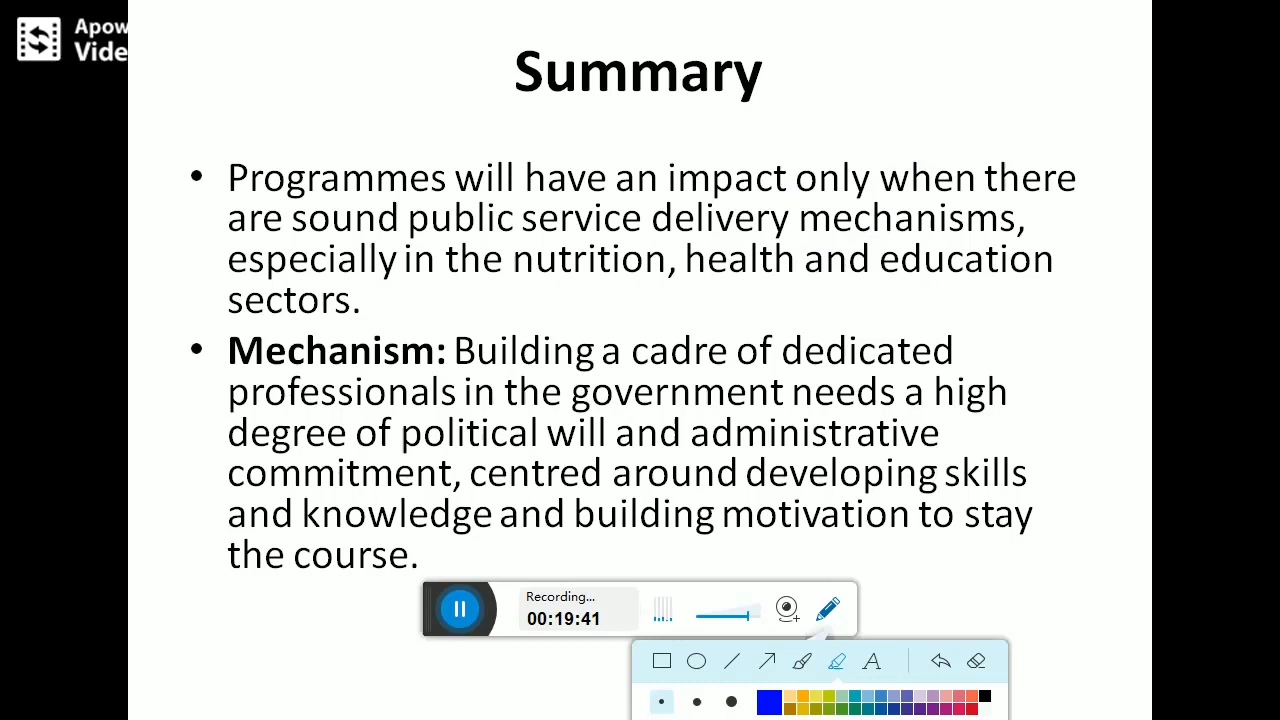 Apow
Vide
Summary
• Programmes will have an impact only when there
are sound public service delivery mechanisms,
especially in the nutrition, health and education
sectors.
• Mechanism: Building a cadre of dedicated
professionals in the government needs a high
degree of political will and administrative
commitment, centred around developing skills
and knowledge and building motivation to stay
the course.
Recording...
00:19:41
A